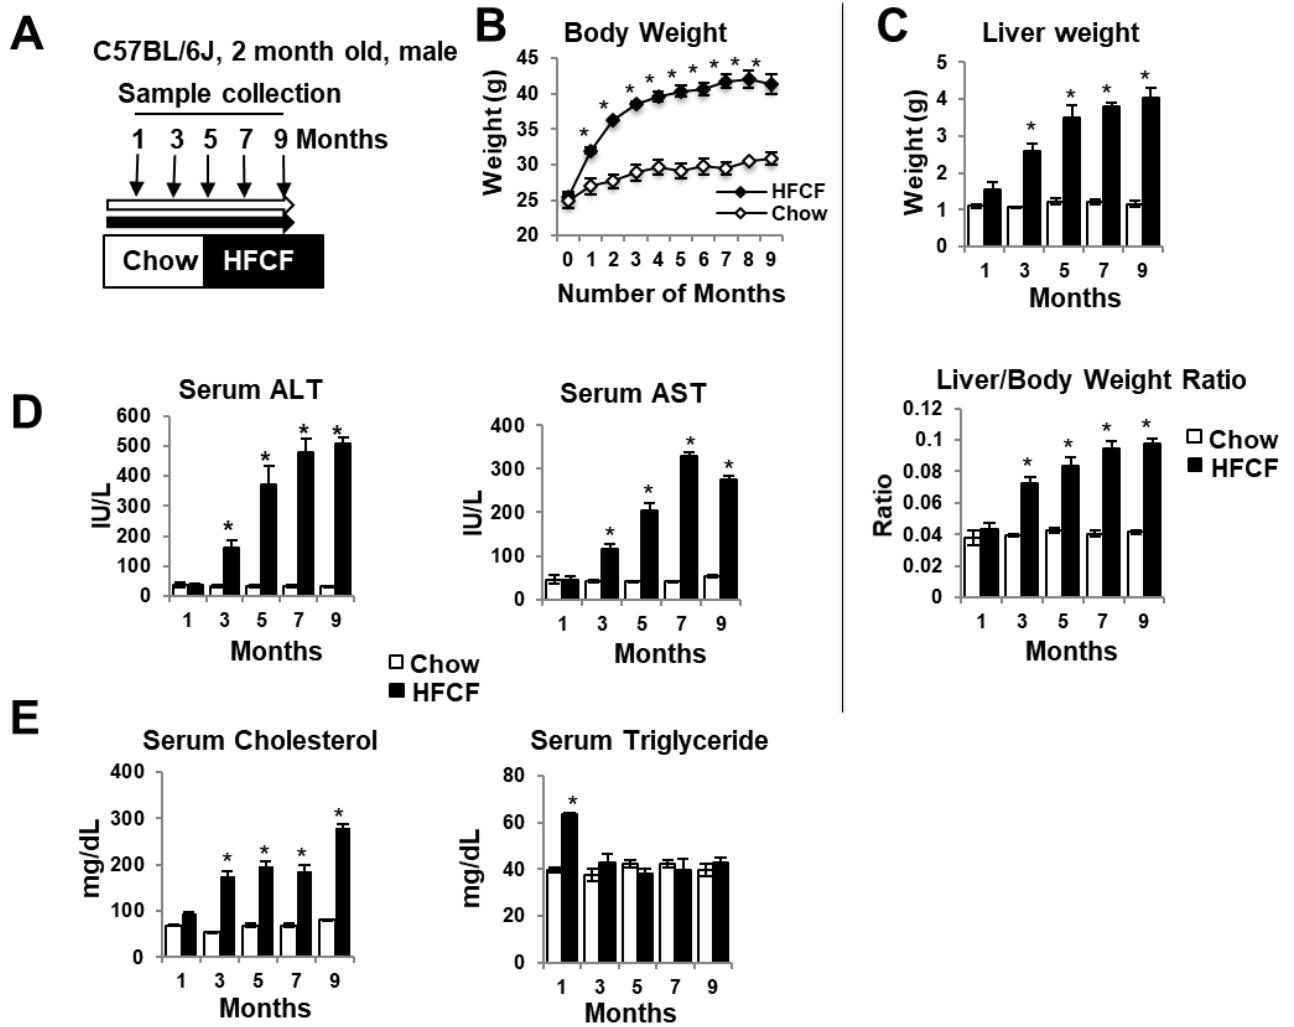 A
C57BL/6J, 2 month old, male
Sample collection
1 3 5 7 9 Months
Chow HFCF
B
Body Weight
Weight (g)
45
40
35
30
25
20
* * * * * * * * *
HFCF
Chow
0 1 2 3 4 5 6 7 8 9
Number of Months
C
Liver weight
Weight (g)
5
4
3
2
1
0
* * * *
1 3 5 7 9
Months
Liver/Body Weight Ratio
Ratio
0.12
0.1
0.08
0.06
0.04
0.02
0
* * * *
Chow
HFCF
1 3 5 7 9
Months
D
Serum ALT
IU/L
600
500
400
300
200
100
0
* * * *
1 3 5 7 9
Months
Serum AST
IU/L
400
300
200
100
0
* * * *
1 3 5 7 9
Months
Chow
HFCF
E
Serum Cholesterol
mg/dL
400
300
200
100
0
* * * *
1 3 5 7 9
Months
Serum Triglyceride
mg/dL
80
60
40
20
0
*
1 3 5 7 9
Months